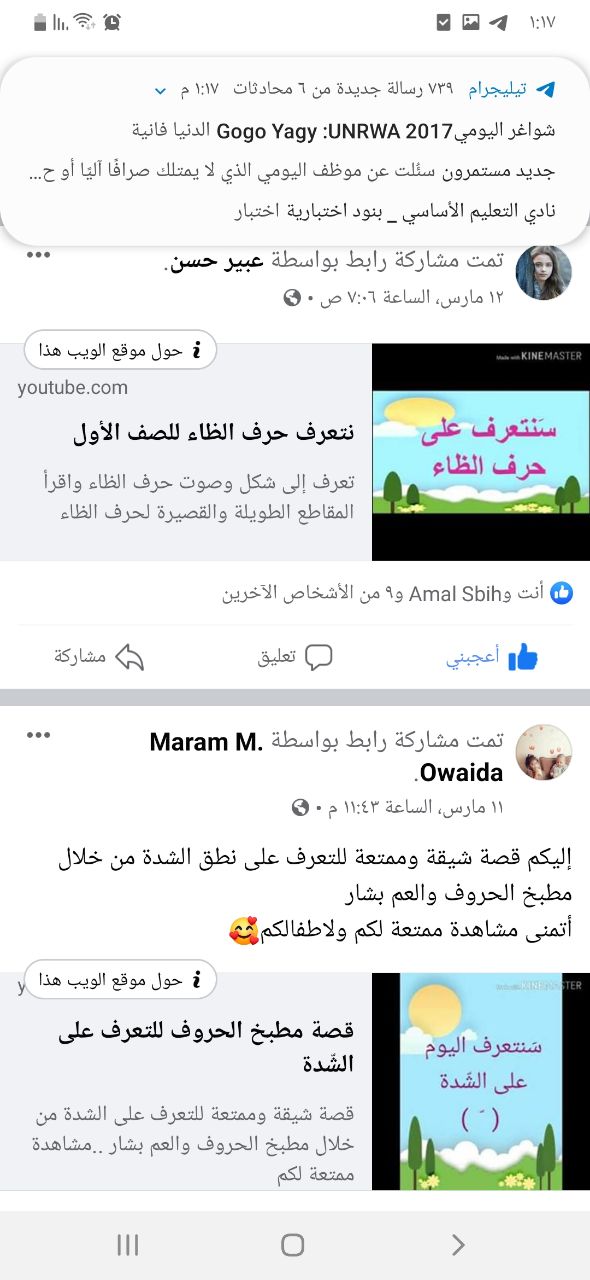 ١:١٧
تيليجرام ٧٣٩ رسالة جديدة من ٦ محادثات ١:١٧ م
شواغر اليومي2017 UNRWA: Gogo Yagy الدنيا فانية
جديد مستمرون سئلت عن موظف اليومي الذي لا يمتلك صرافًا آليًا أو ح...
نادي التعليم الأساسي _ بنود اختبارية اختبار
تمت مشاركة رابط بواسطة عبير حسن.
١٢ مارس، الساعة ٧:٠٦ ص •
حول موقع الويب هذا
youtube.com
نتعرف حرف الظاء للصف الأول
تعرف إلى شكل وصوت حرف الظاء واقرأ
المقاطع الطويلة والقصيرة لحرف الظاء
Made with KINEMASTER
سَنتعرف على
حرف الظاء
أنت وAmal Sbih و٩ من الأشخاص الآخرين
أعجبني تعليق مشاركة
تمت مشاركة رابط بواسطة Maram M.
Owaida.
١١ مارس، الساعة ١١:٤٣ م •
إليكم قصة شيقة وممتعة للتعرف على نطق الشدة من خلال
مطبخ الحروف والعم بشار
أتمنى مشاهدة ممتعة لكم ولاطفالكم🥰
حول موقع الويب هذا
y
قصة مطبخ الحروف للتعرف على
الشّدة
قصة شيقة وممتعة للتعرف على الشدة من
خلال مطبخ الحروف والعم بشار ..مشاهدة
ممتعة لكم
Made with KINEMASTER
سَنتعرف اليوم
على الشّدة
( ّ )